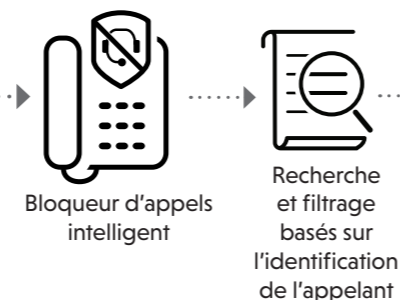 Bloqueur d’appels
intelligent
Recherche
et filtrage
basés sur
l’identification
de l’appelant